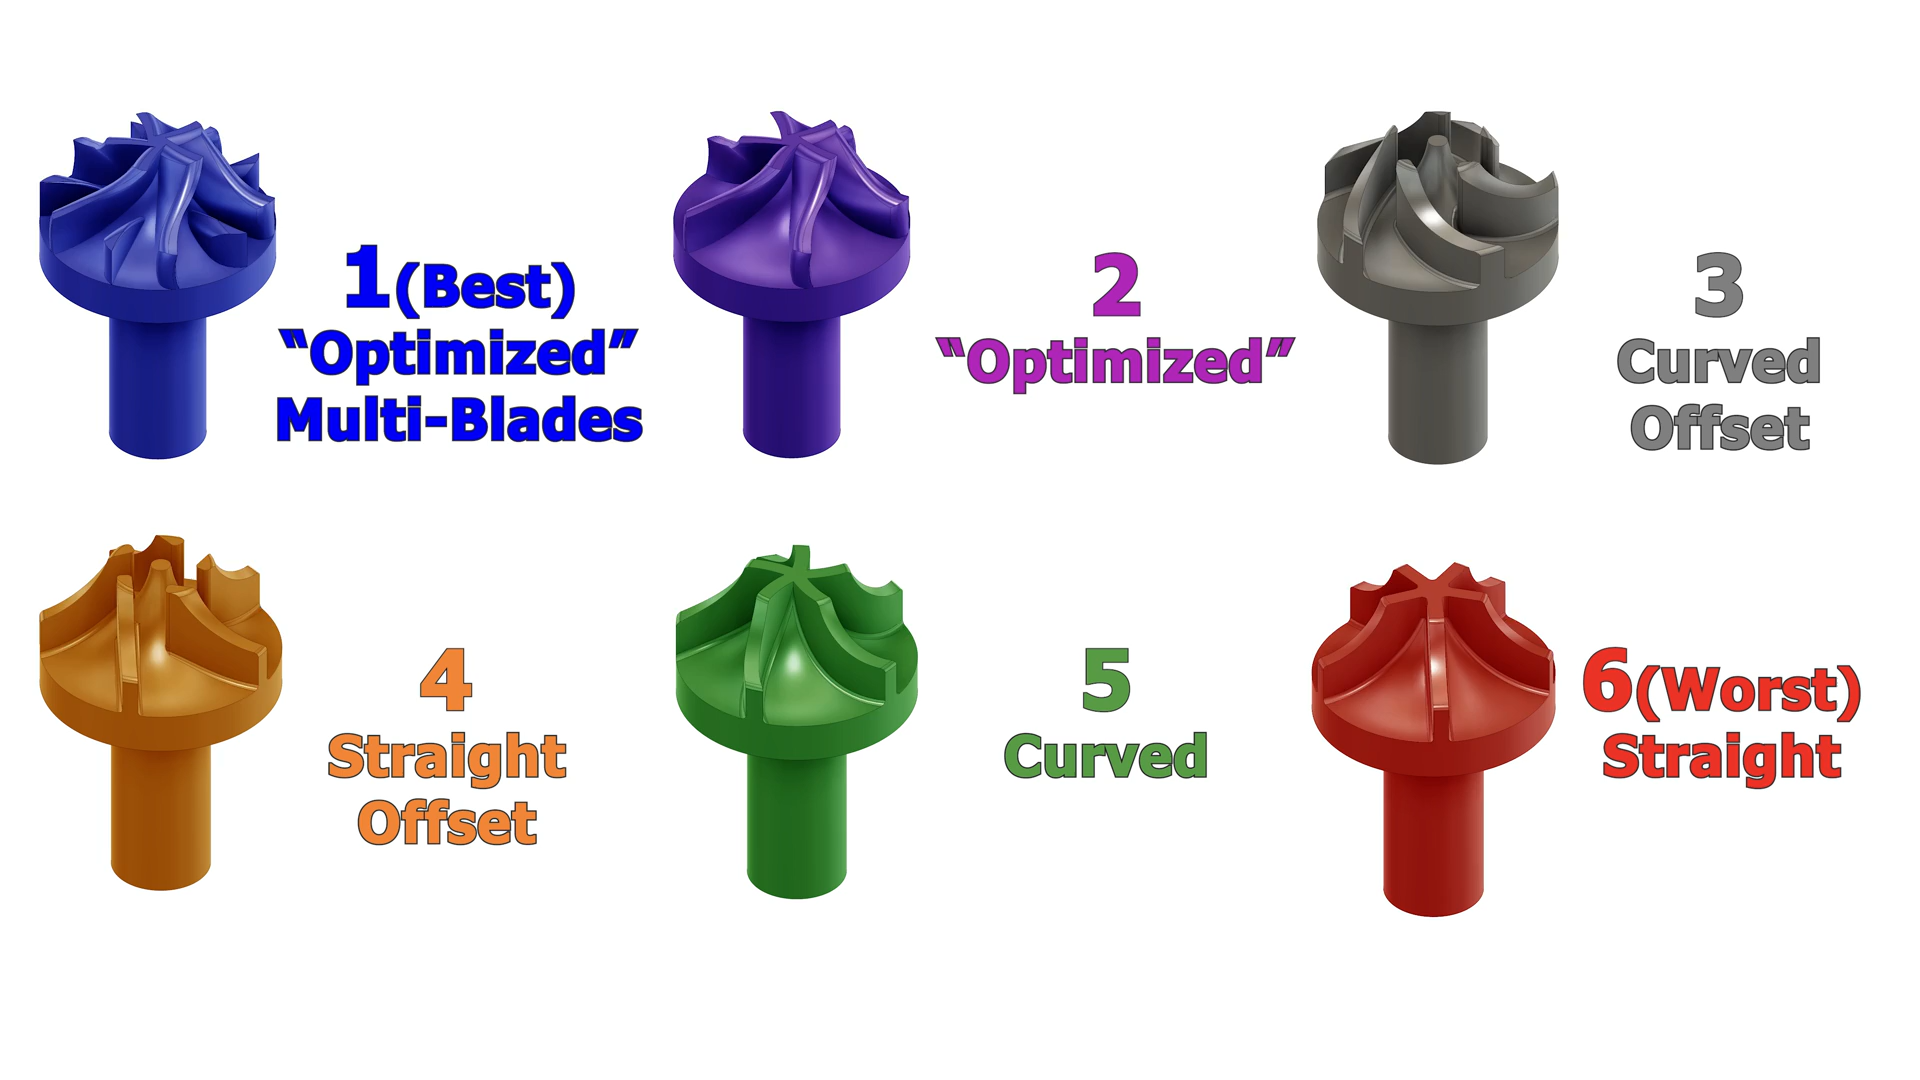 1(Best)
“Optimized”
Multi-Blades
2
“Optimized”
3
Curved
Offset
4
Straight
Offset
5
Curved
6(Worst)
Straight